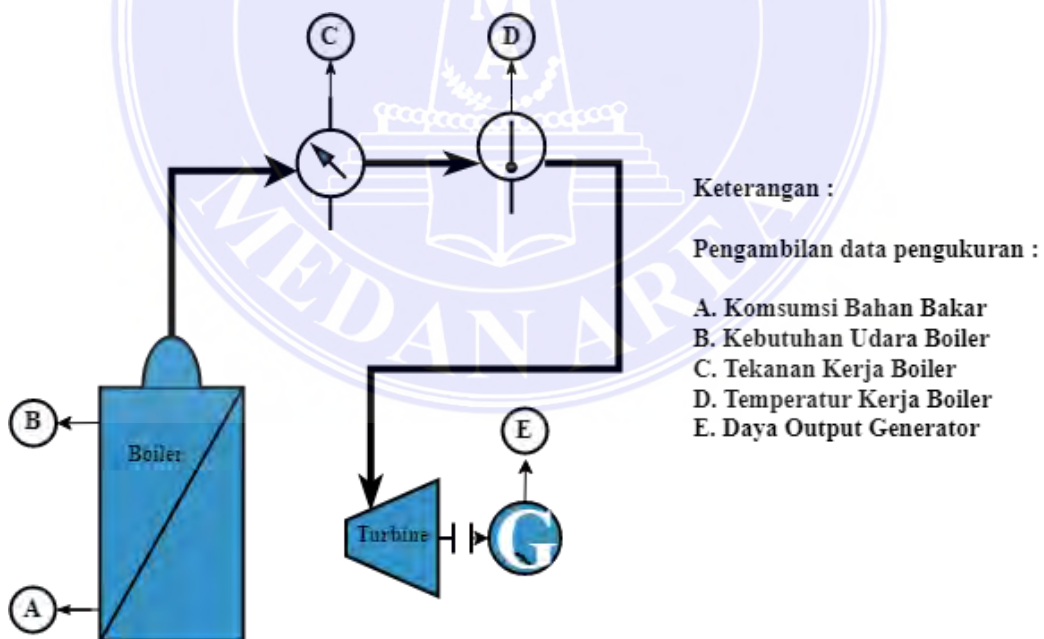 C
D
M
A
Keterangan :
Pengambilan data pengukuran :
A. Komsumsi Bahan Bakar
B. Kebutuhan Udara Boiler
C. Tekanan Kerja Boiler
D. Temperatur Kerja Boiler
E. Daya Output Generator
MEDAN AREA
B
Boiler
E
Turbine
G
A